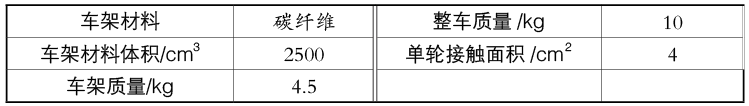 车架材料 碳纤维 整车质量/kg 10
车架材料体积/cm³ 2500 单轮接触面积/cm² 4
车架质量/kg 4.5